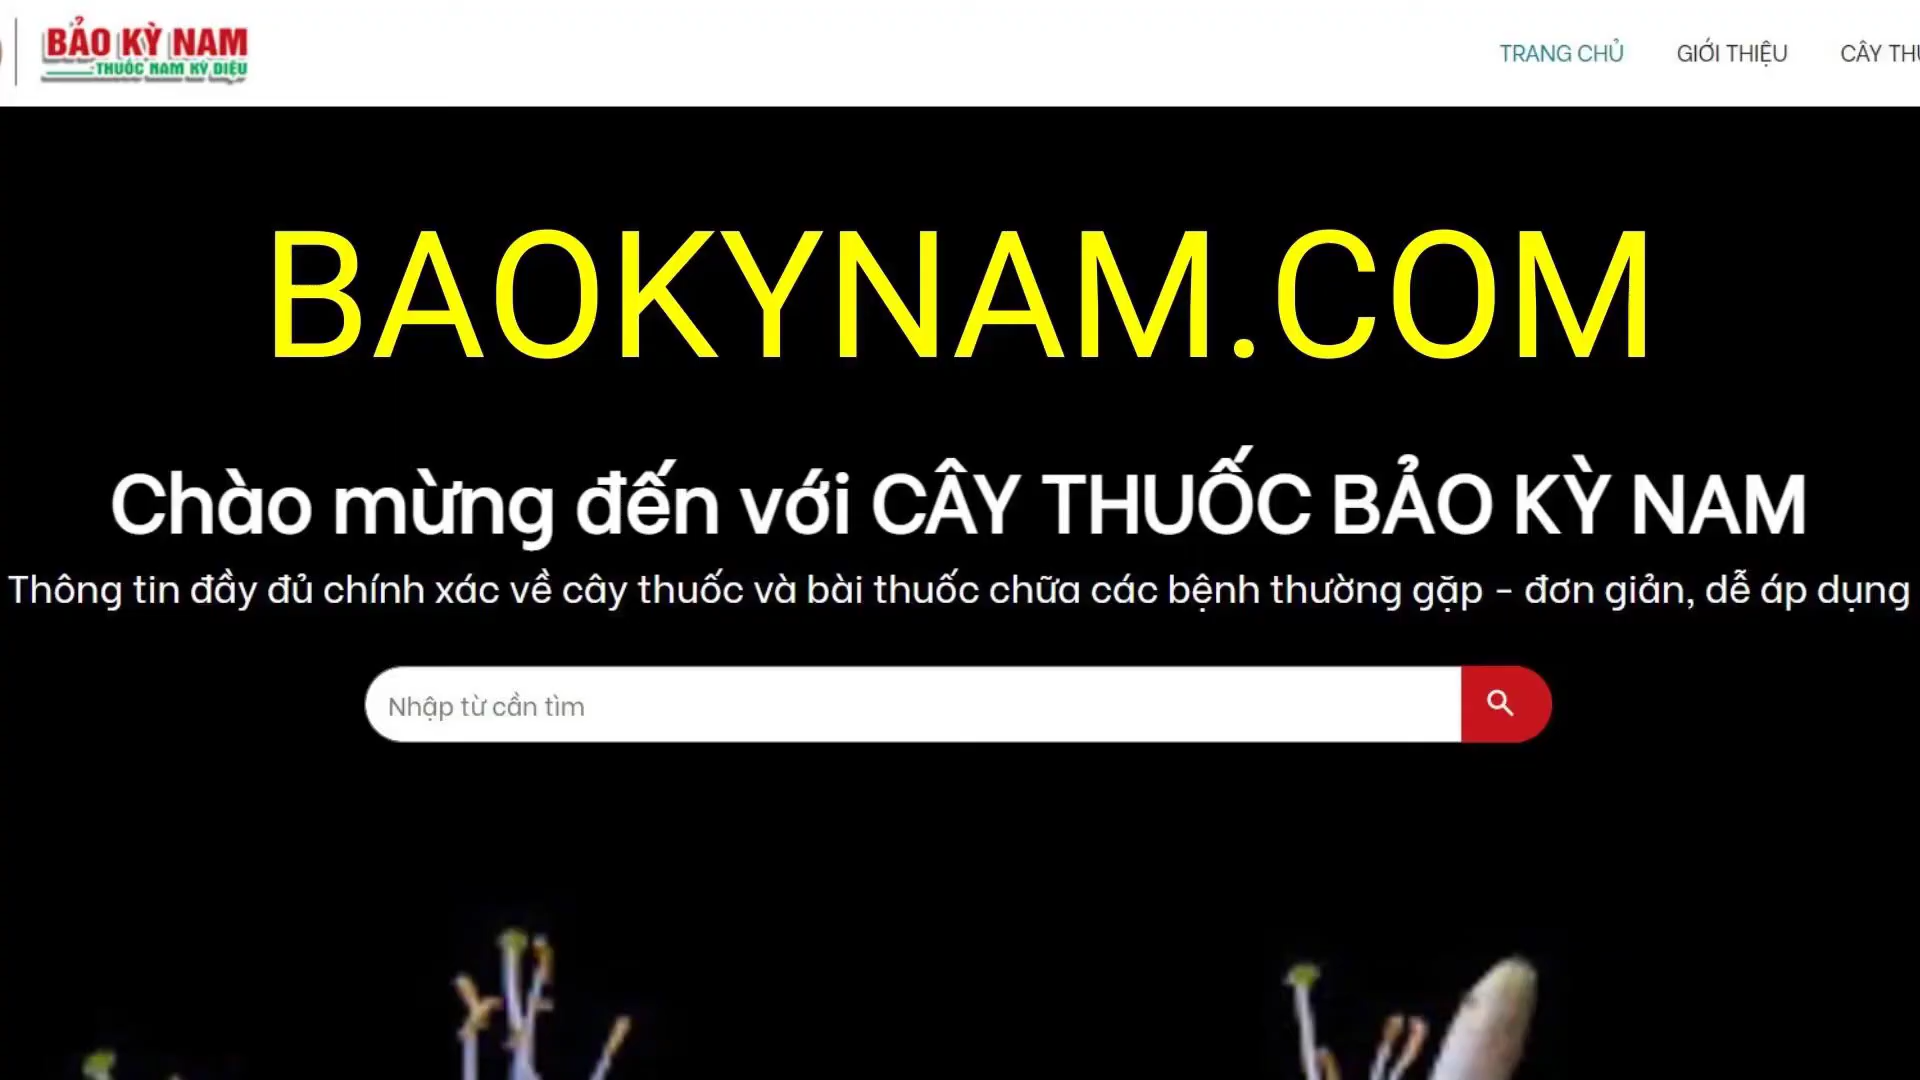 BẢO KỲ NAM
THUỐC NAM KỲ DIỆU
TRANG CHỦ
GIỚI THIỆU
CÂY THU
BAOKYNAM.COM
Chào mừng đến với CÂY THUỐC BẢO KỲ NAM
Thông tin đầy đủ chính xác về cây thuốc và bài thuốc chữa các bệnh thường gặp - đơn giản, dễ áp dụng
Nhập từ cần tìm